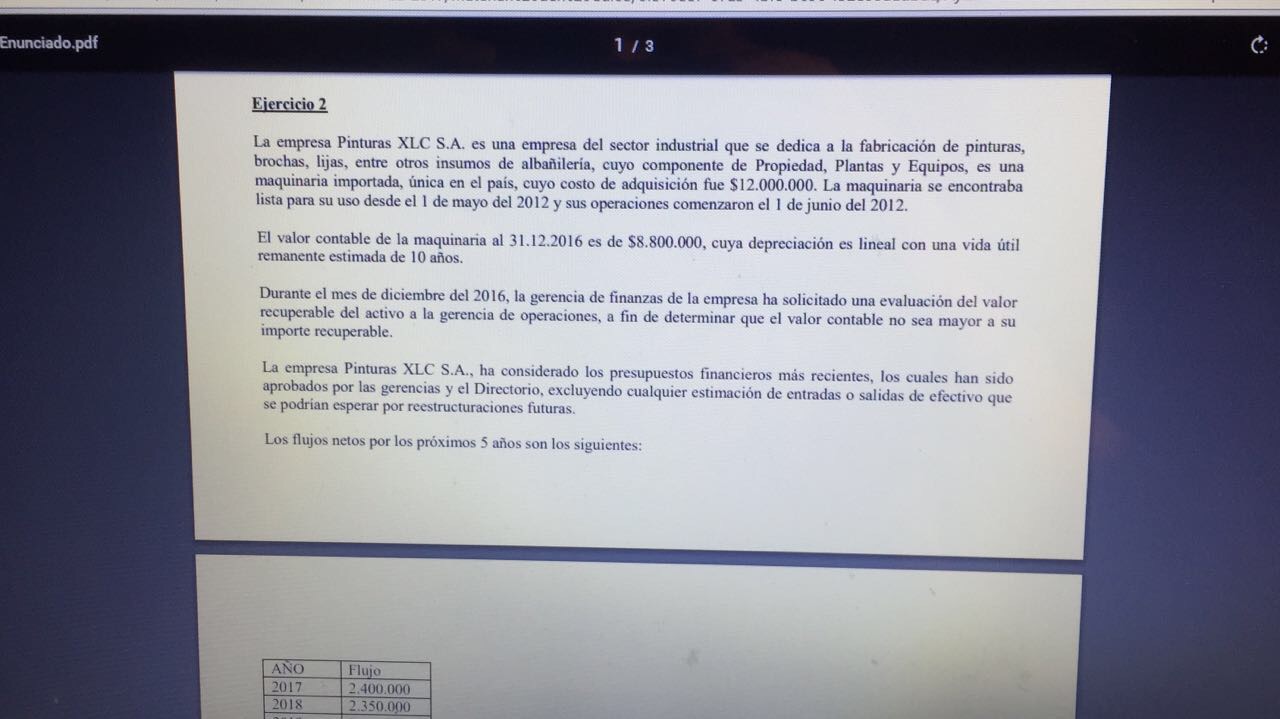 Enunciado.pdf
1 / 3
Ejercicio 2
La empresa Pinturas XLC S.A. es una empresa del sector industrial que se dedica a la fabricación de pinturas,
brochas, lijas, entre otros insumos de albañilería, cuyo componente de Propiedad, Plantas y Equipos, es una
maquinaria importada, única en el país, cuyo costo de adquisición fue $12.000.000. La maquinaria se encontraba
lista para su uso desde el 1 de mayo del 2012 y sus operaciones comenzaron el 1 de junio del 2012.
El valor contable de la maquinaria al 31.12.2016 es de $8.800.000, cuya depreciación es lineal con una vida útil
remanente estimada de 10 años.
Durante el mes de diciembre del 2016, la gerencia de finanzas de la empresa ha solicitado una evaluación del valor
recuperable del activo a la gerencia de operaciones, a fin de determinar que el valor contable no sea mayor a su
importe recuperable.
La empresa Pinturas XLC S.A., ha considerado los presupuestos financieros más recientes, los cuales han sido
aprobados por las gerencias y el Directorio, excluyendo cualquier estimación de entradas o salidas de efectivo que
se podrían esperar por reestructuraciones futuras.
Los flujos netos por los próximos 5 años son los siguientes:
AÑO Flujo
2017 2.400.000
2018 2.350.000